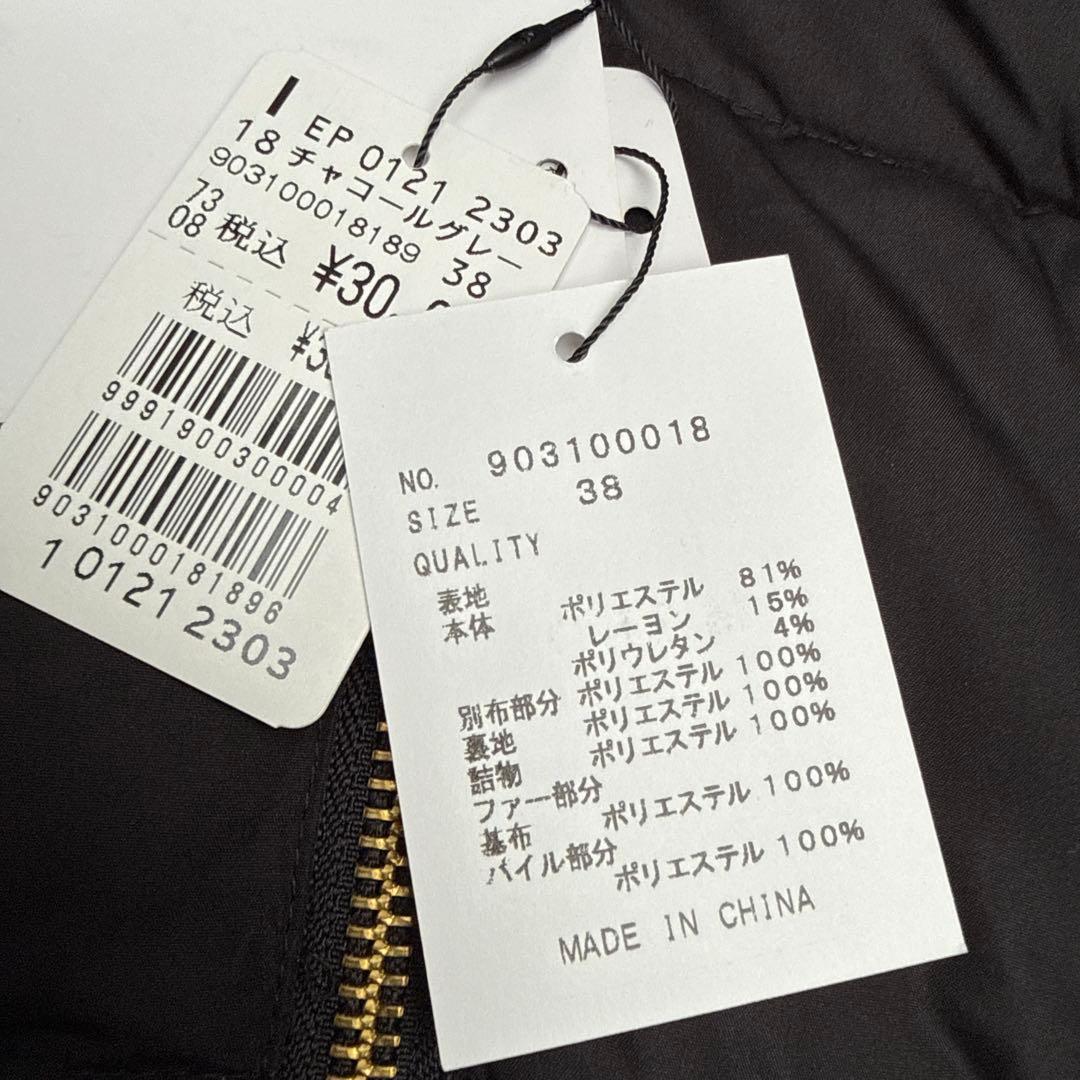 I EP 0121 2303
18 チャコールグレー
903100018189 38
73
08 税込 ¥30,
税込
999190030004
9031000181896
1 0121 2303
NO. 903100018
SIZE 38
QUALITY
表地 ポリエステル 81%
本体 レーヨン 15%
ポリウレタン 4%
別布部分 ポリエステル 100%
裏地 ポリエステル 100%
詰物 ポリエステル 100%
ファー部分
基布 ポリエステル 100%
パイル部分
ポリエステル 100%
MADE IN CHINA